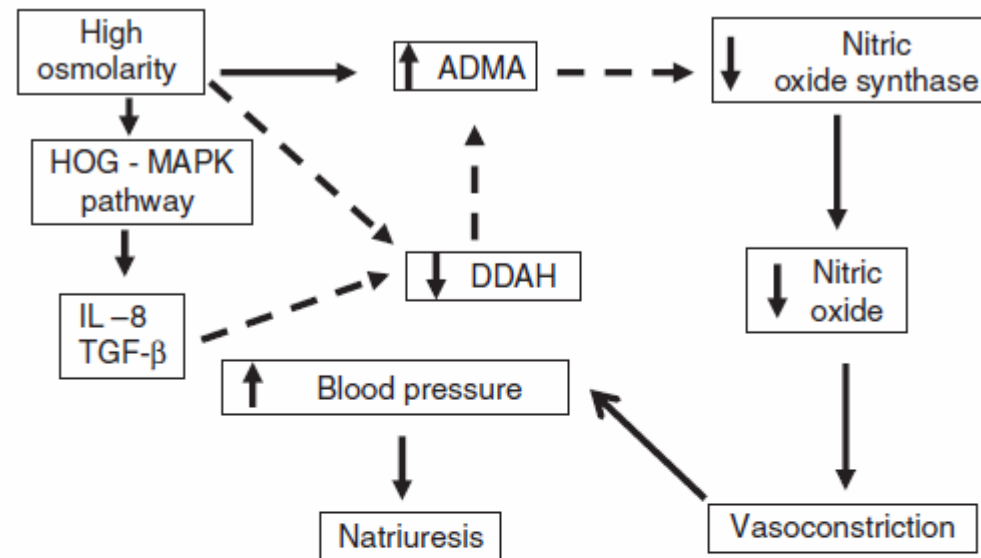 High
osmolarity
ADMA
Nitric
oxide synthase
HOG - MAPK
pathway
DDAH
Nitric
oxide
IL –8
TGF-β
Blood pressure
Natriuresis
Vasoconstriction